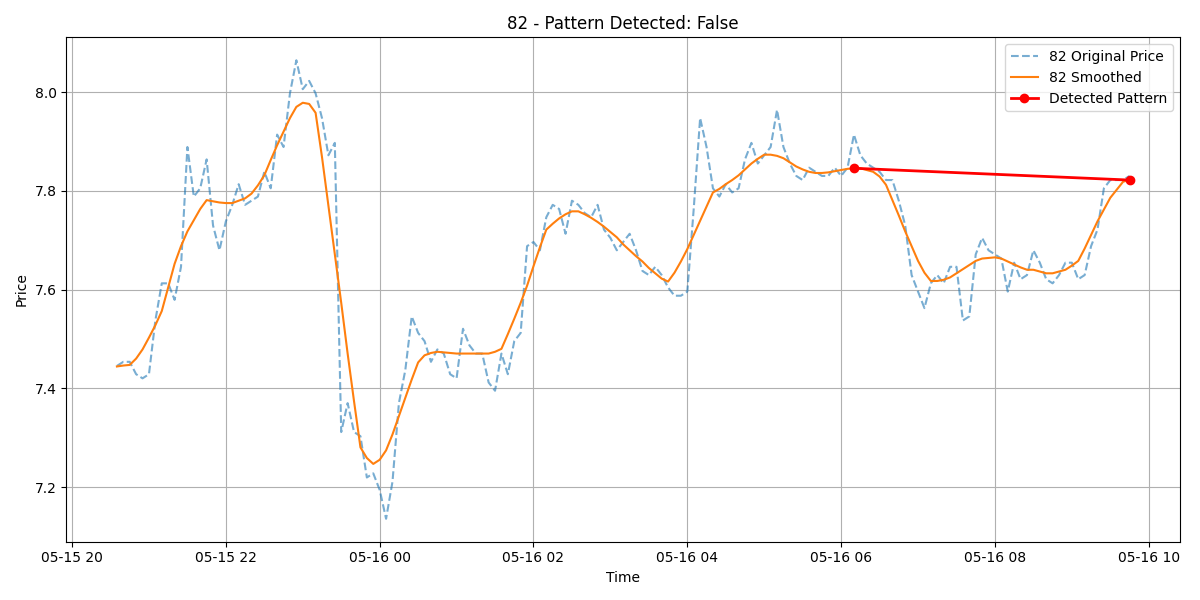 82 - Pattern Detected: False
82 Original Price
82 Smoothed
Detected Pattern
Price
8.0
7.8
7.6
7.4
7.2
05-15 20 05-15 22 05-16 00 05-16 02 05-16 04 05-16 06 05-16 08 05-16 10
Time